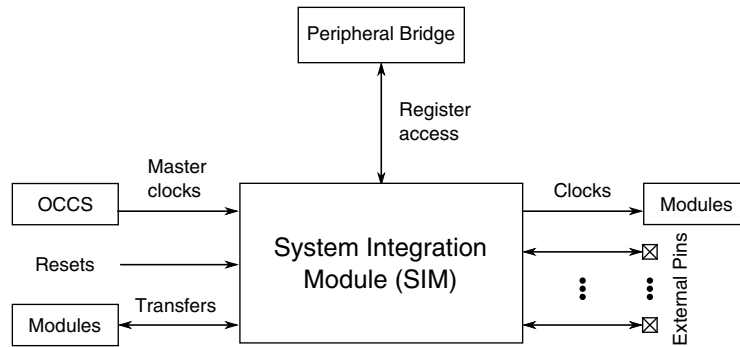 Peripheral Bridge
Register
access
Master
clocks
OCCS
Clocks
Modules
System Integration
Module (SIM)
Resets
Transfers
Modules
External Pins